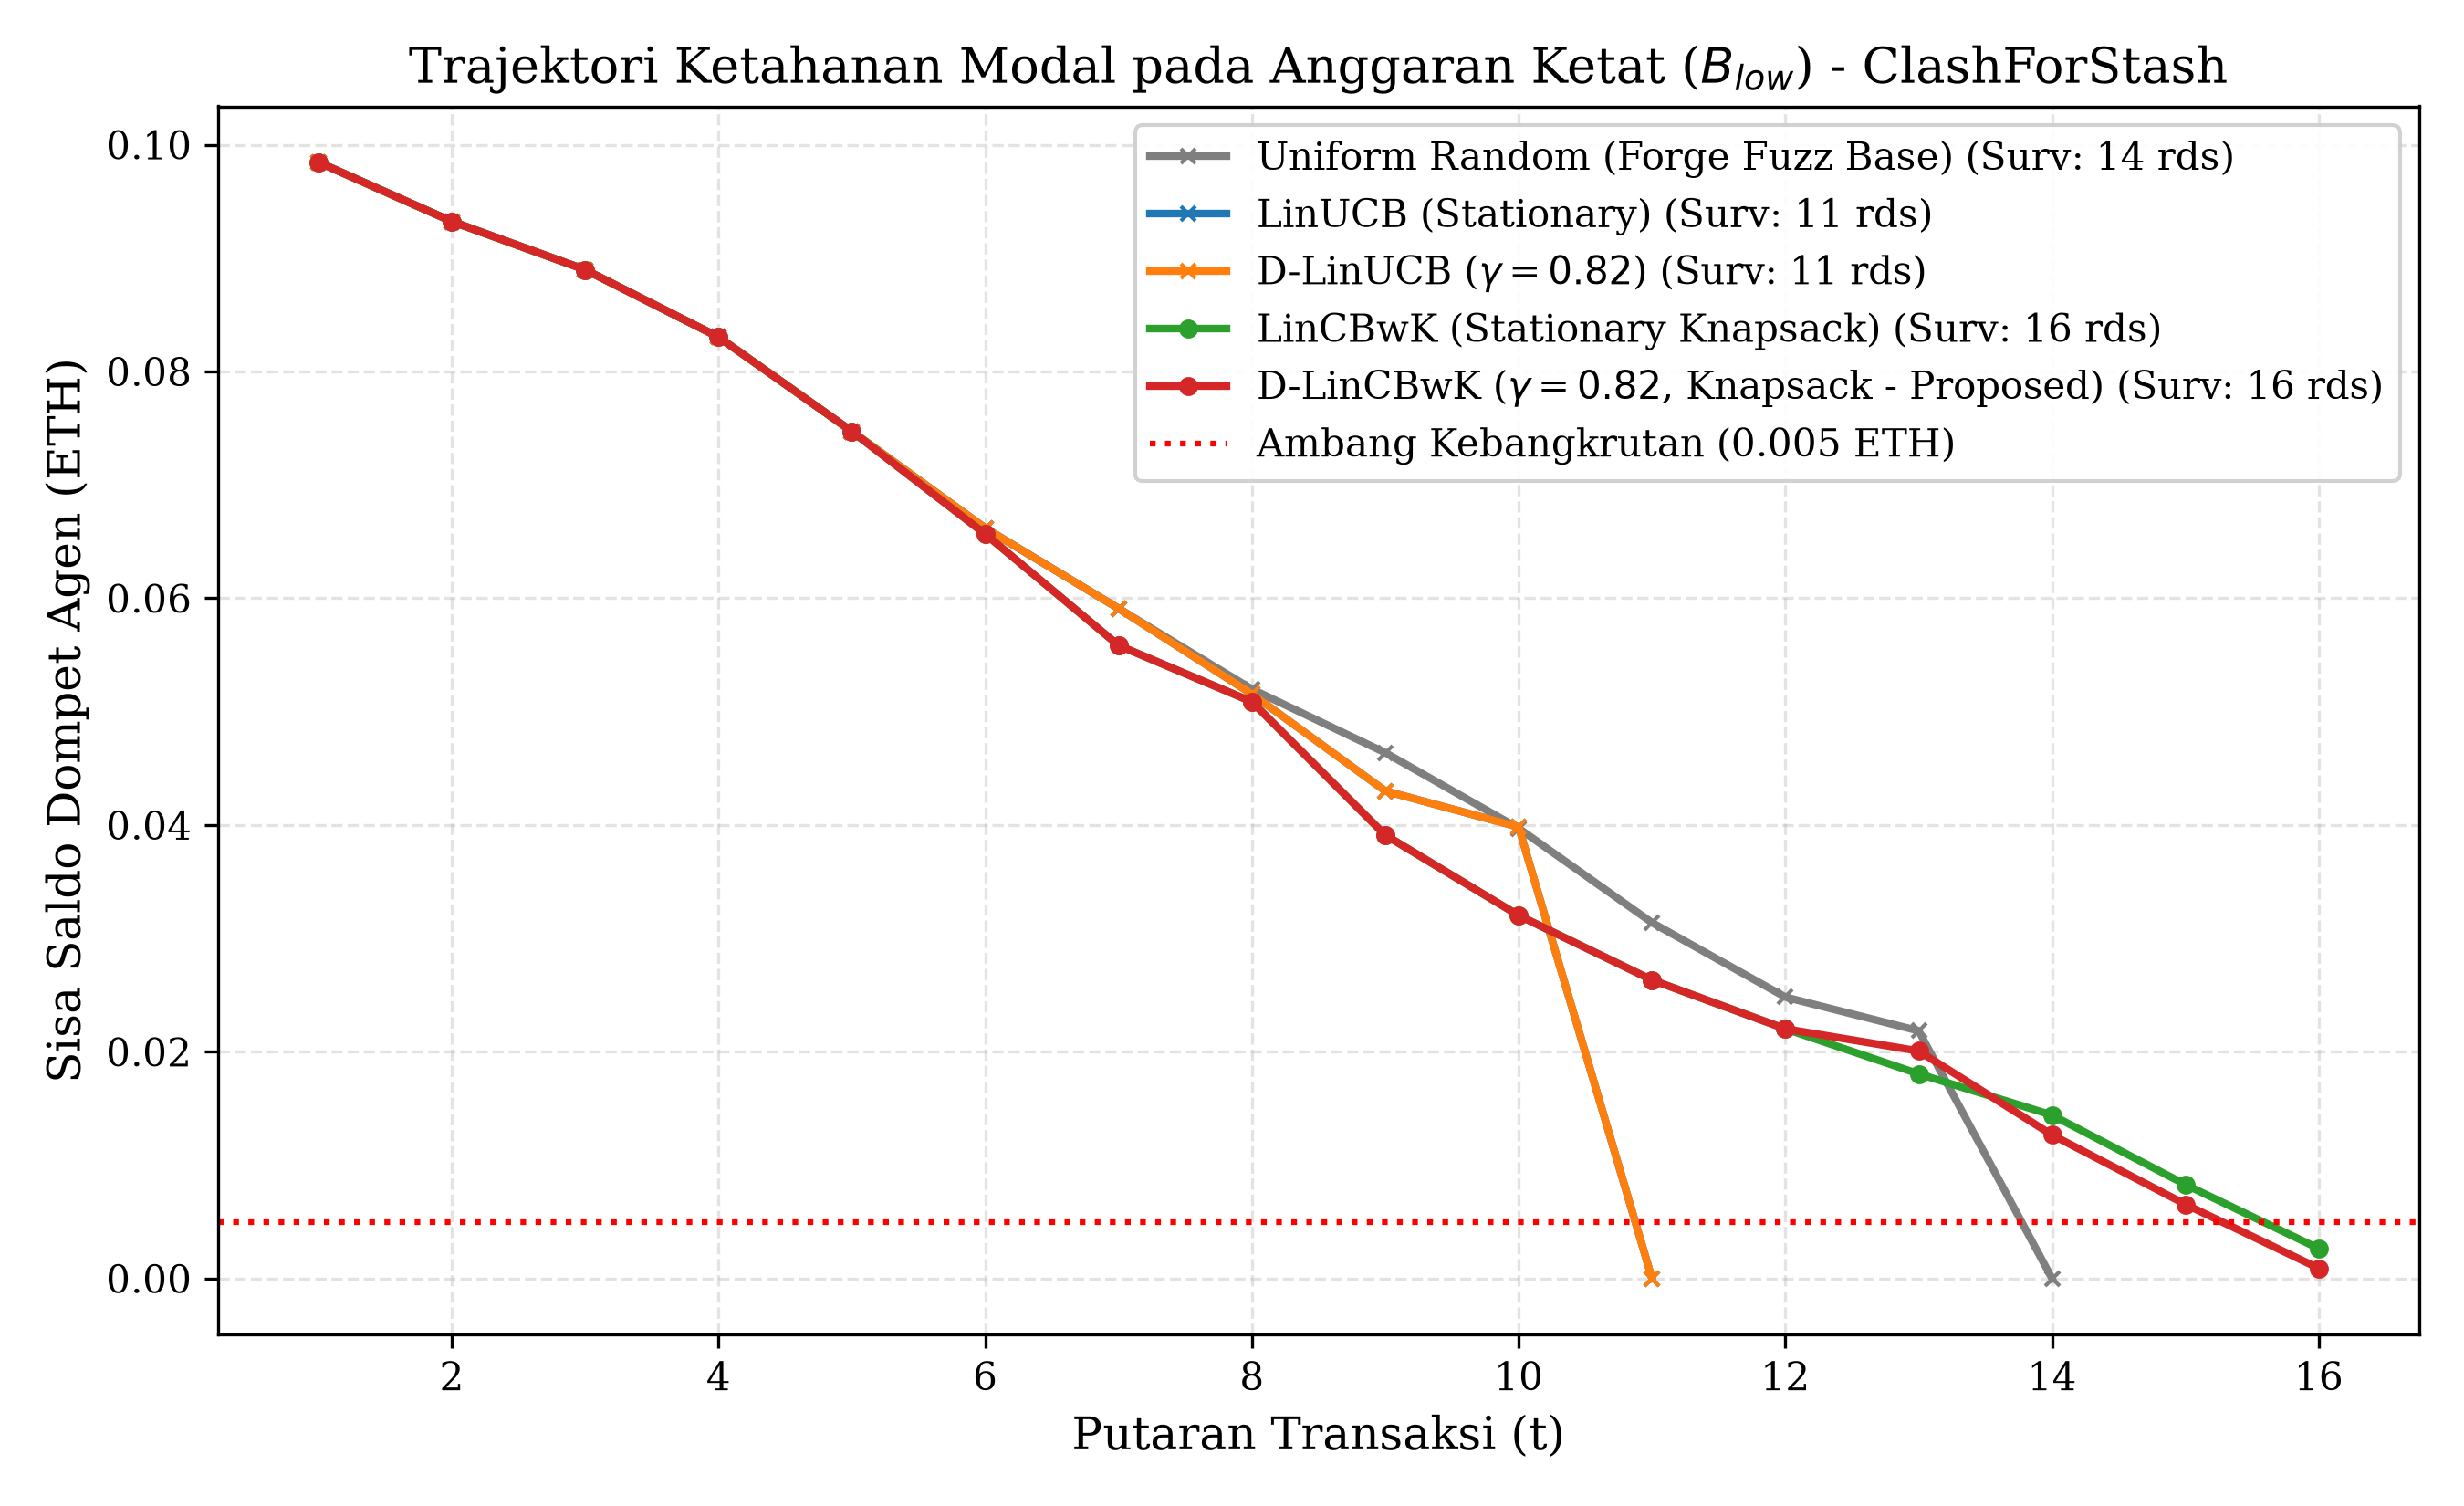 Trajektori Ketahanan Modal pada Anggaran Ketat (B_low) - ClashForStash
Uniform Random (Forge Fuzz Base) (Surv: 14 rds)
LinUCB (Stationary) (Surv: 11 rds)
D-LinUCB (γ = 0.82) (Surv: 11 rds)
LinCBwK (Stationary Knapsack) (Surv: 16 rds)
D-LinCBwK (γ = 0.82, Knapsack - Proposed) (Surv: 16 rds)
Ambang Kebangkrutan (0.005 ETH)
Sisa Saldo Dompet Agen (ETH)
0.10
0.08
0.06
0.04
0.02
0.00
2 4 6 8 10 12 14 16
Putaran Transaksi (t)